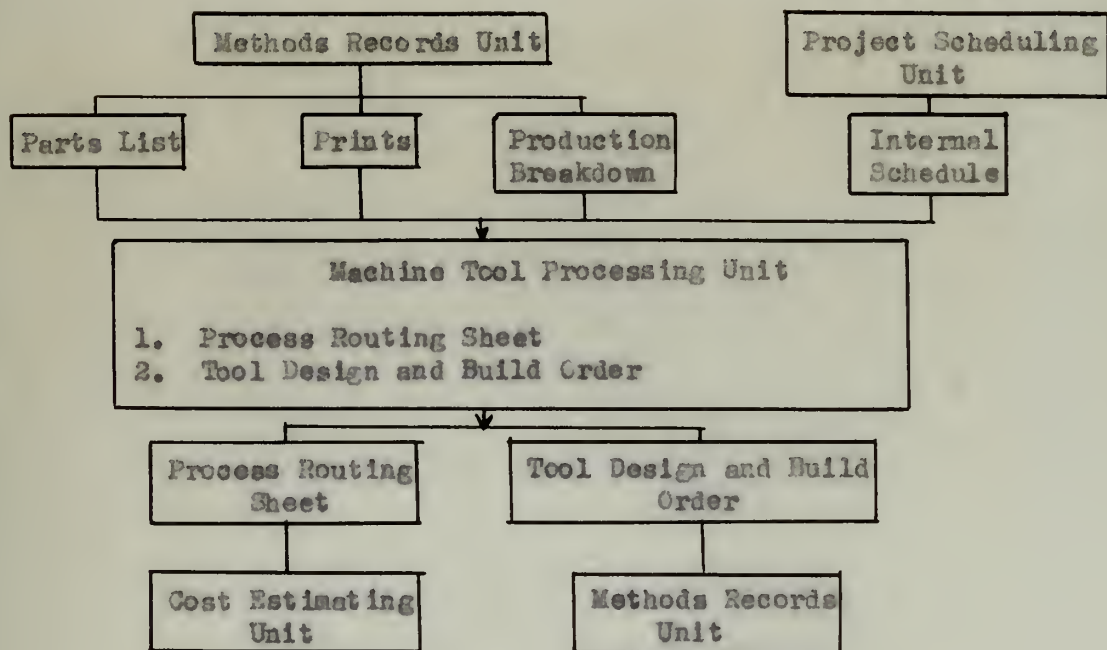 Methods Records Unit
Project Scheduling
Unit
Parts List
Prints
Production
Breakdown
Internal
Schedule
Machine Tool Processing Unit
1. Process Routing Sheet
2. Tool Design and Build Order
Process Routing
Sheet
Tool Design and Build
Order
Cost Estimating
Unit
Methods Records
Unit